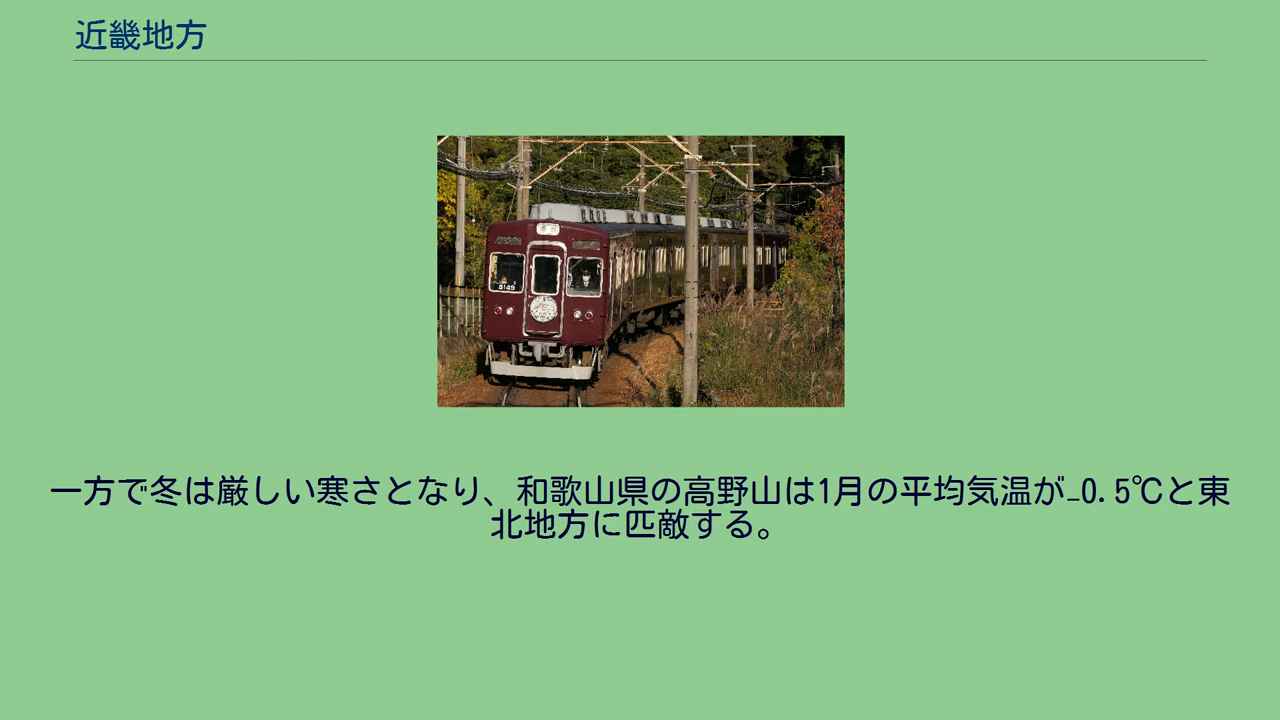 近畿地方
5149
一方で冬は厳しい寒さとなり、和歌山県の高野山は1月の平均気温が-0.5℃と東
北地方に匹敵する。